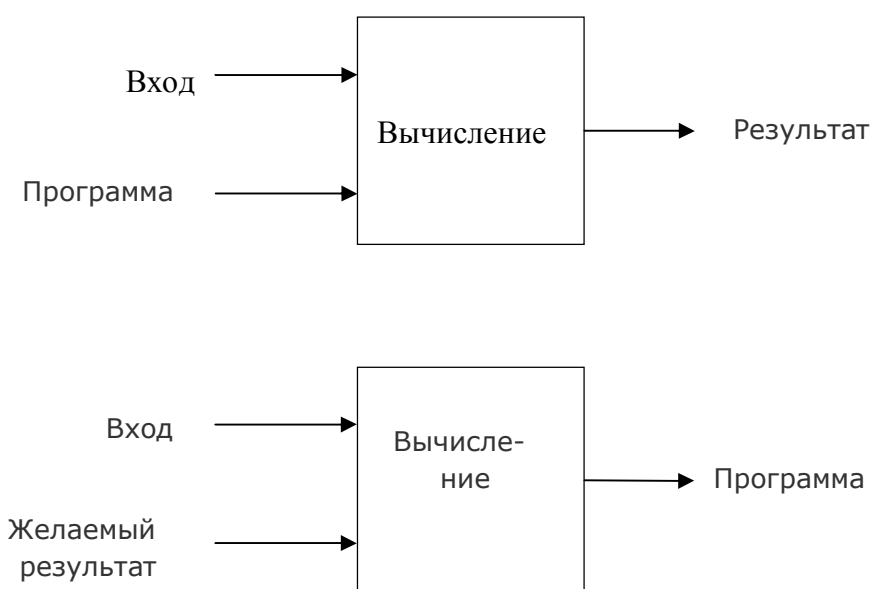 Вход
Вычисление
Результат
Программа
Вход
Вычисле-
ние
Программа
Желаемый
результат